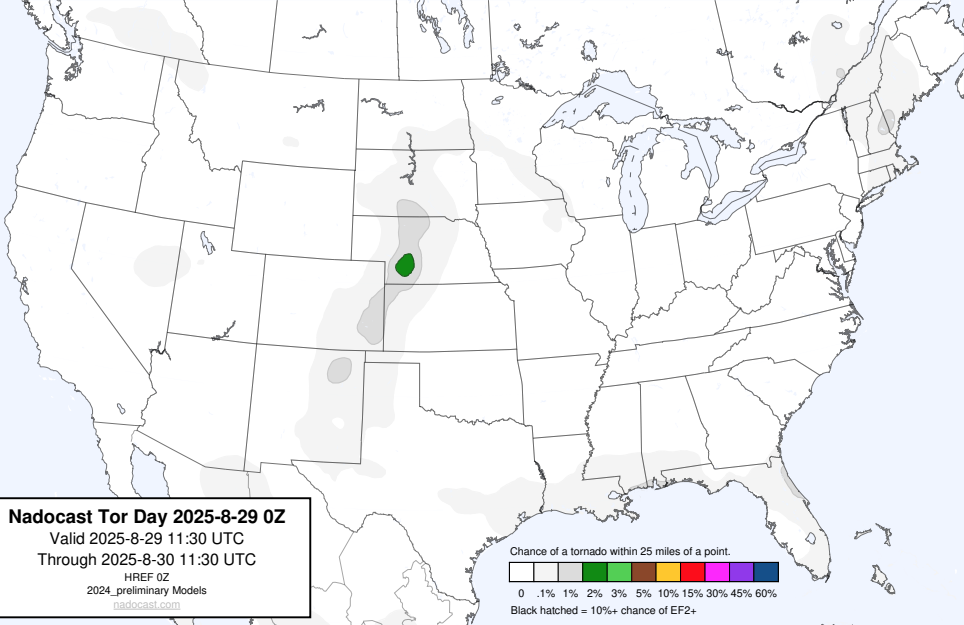 Nadocast Tor Day 2025-8-29 0Z
Valid 2025-8-29 11:30 UTC
Through 2025-8-30 11:30 UTC
HREF 0Z
2024_preliminary Models
nadocast.com
Chance of a tornado within 25 miles of a point.
0 .1% 1% 2% 3% 5% 10% 15% 30% 45% 60%
Black hatched = 10%+ chance of EF2+